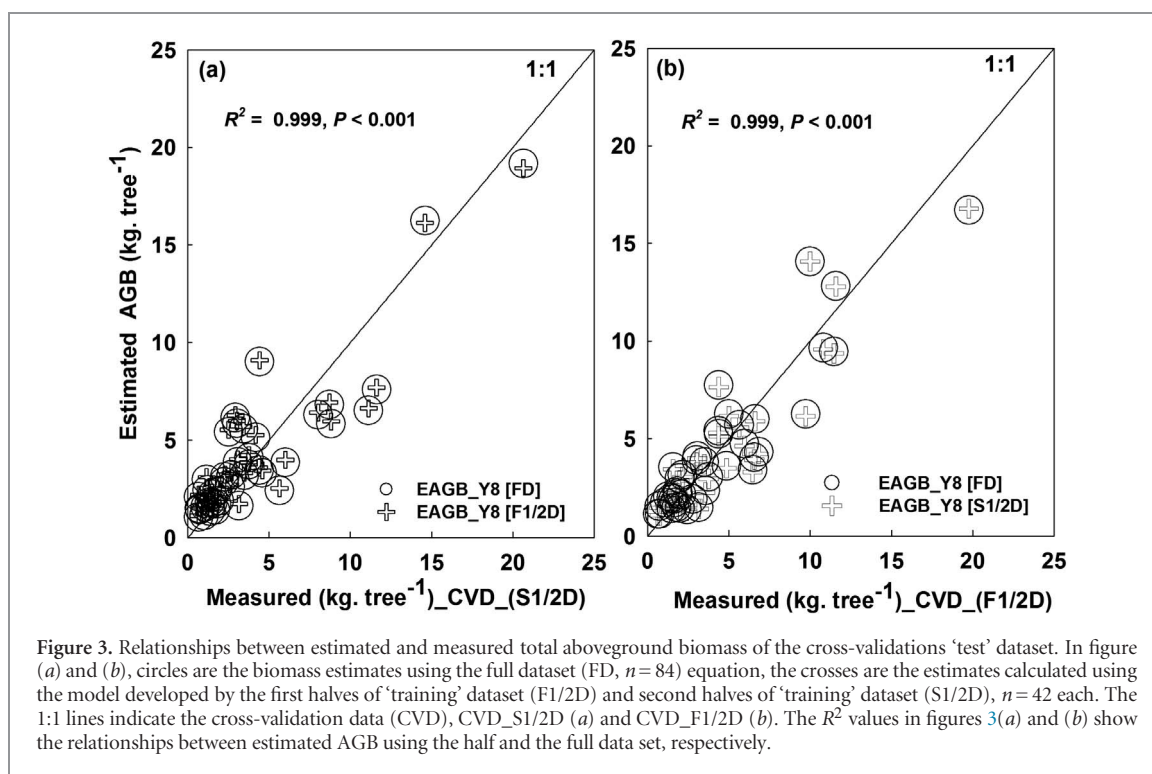 25
20
15
10
5
0
Estimated AGB (kg. tree⁻¹)
(a)
1:1
R² = 0.999, P < 0.001
EAGB_Y8 [FD]
EAGB_Y8 [F1/2D]
0 5 10 15 20 25
Measured (kg. tree⁻¹)_CVD_(S1/2D)
25
20
15
10
5
0
(b)
1:1
R² = 0.999, P < 0.001
EAGB_Y8 [FD]
EAGB_Y8 [S1/2D]
0 5 10 15 20 25
Measured (kg. tree⁻¹)_CVD_(F1/2D)
Figure 3. Relationships between estimated and measured total aboveground biomass of the cross-validations ‘test’ dataset. In figure
(a) and (b), circles are the biomass estimates using the full dataset (FD, n = 84) equation, the crosses are the estimates calculated using
the model developed by the first halves of ‘training’ dataset (F1/2D) and second halves of ‘training’ dataset (S1/2D), n = 42 each. The
1:1 lines indicate the cross-validation data (CVD), CVD_S1/2D (a) and CVD_F1/2D (b). The R² values in figures 3(a) and (b) show
the relationships between estimated AGB using the half and the full data set, respectively.